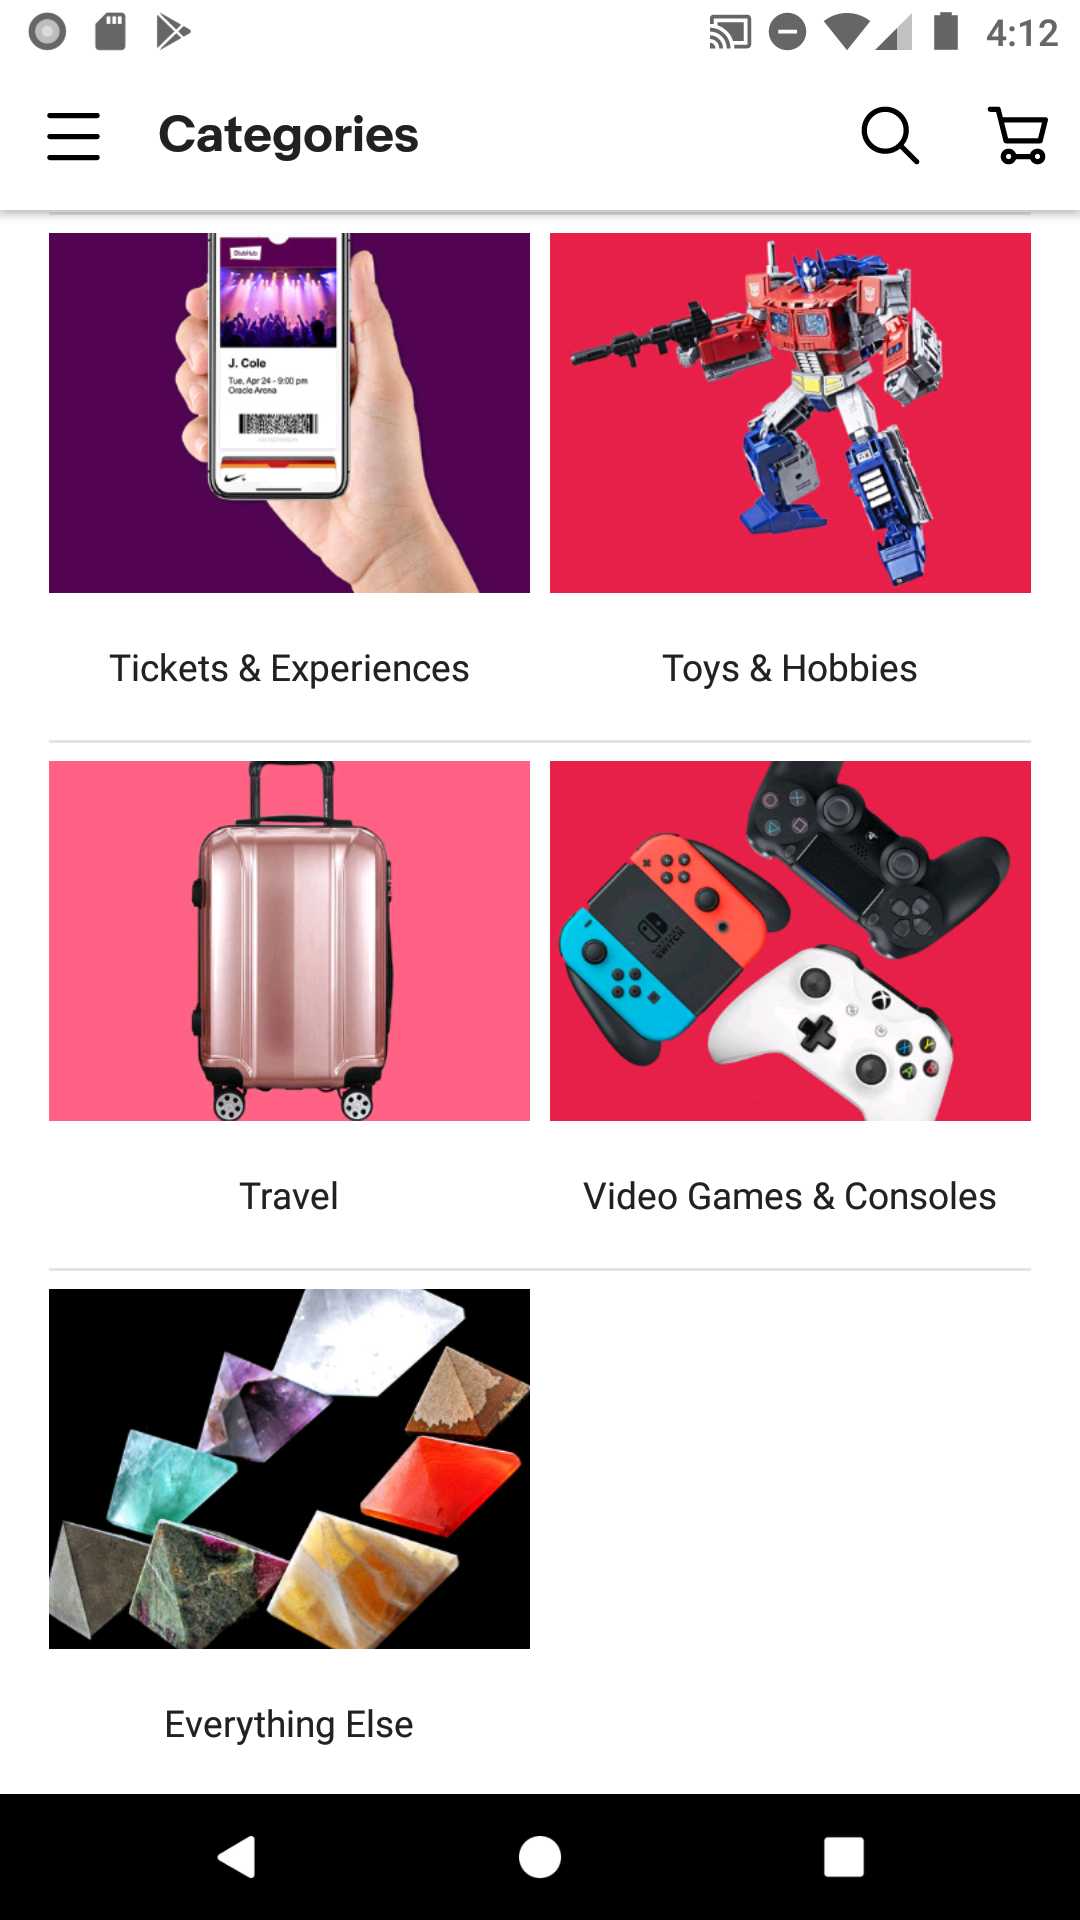 4:12
Categories
StubHub
J. Cole
Tue, Apr 24 - 9:00 pm
Oracle Arena
Tickets & Experiences
Toys & Hobbies
SWITCH
Travel
Video Games & Consoles
Everything Else